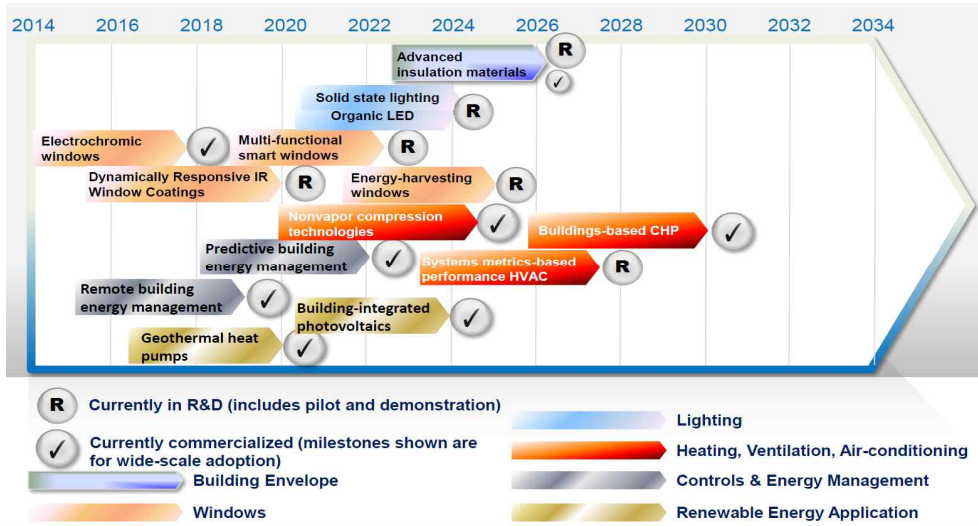 2014 2016 2018 2020 2022 2024 2026 2028 2030 2032 2034
Advanced
insulation materials
R
✓
Solid state lighting
Organic LED
R
Electrochromic
windows
✓
Multi-functional
smart windows
R
Dynamically Responsive IR
Window Coatings
R
Energy-harvesting
windows
R
Nonvapor compression
technologies
✓
Buildings-based CHP
✓
Predictive building
energy management
✓
Systems metrics-based
performance HVAC
R
Remote building
energy management
✓
Building-integrated
photovoltaics
✓
Geothermal heat
pumps
✓
R Currently in R&D (includes pilot and demonstration)
✓ Currently commercialized (milestones shown are
for wide-scale adoption)
Building Envelope
Windows
Lighting
Heating, Ventilation, Air-conditioning
Controls & Energy Management
Renewable Energy Application